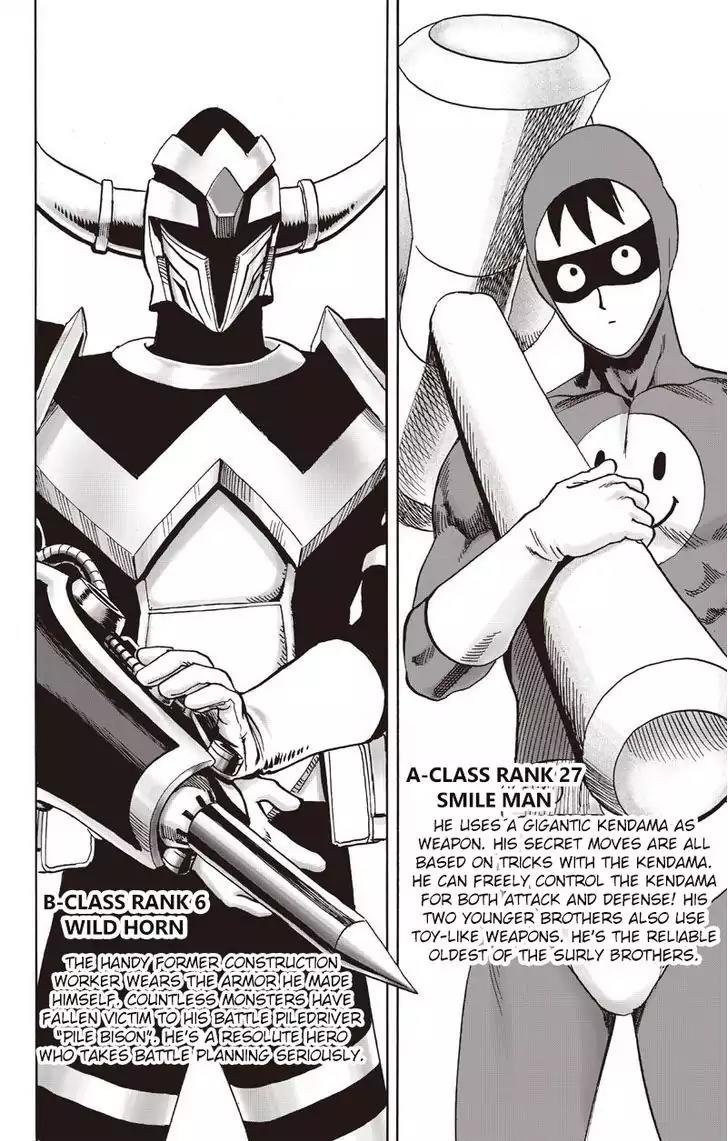 B-CLASS RANK 6
WILD HORN
THE HANDY FORMER CONSTRUCTION
WORKER WEARS THE ARMOR HE MADE
HIMSELF. COUNTLESS MONSTERS HAVE
FALLEN VICTIM TO HIS BATTLE PILEDRIVER
"PILE BISON". HE'S A RESOLUTE HERO
WHO TAKES BATTLE PLANNING SERIOUSLY.
A-CLASS RANK 27
SMILE MAN
HE USES A GIGANTIC KENDAMA AS
WEAPON. HIS SECRET MOVES ARE ALL
BASED ON TRICKS WITH THE KENDAMA.
HE CAN FREELY CONTROL THE KENDAMA
FOR BOTH ATTACK AND DEFENSE! HIS
TWO YOUNGER BROTHERS ALSO USE
TOY-LIKE WEAPONS. HE'S THE RELIABLE
OLDEST OF THE SURLY BROTHERS.